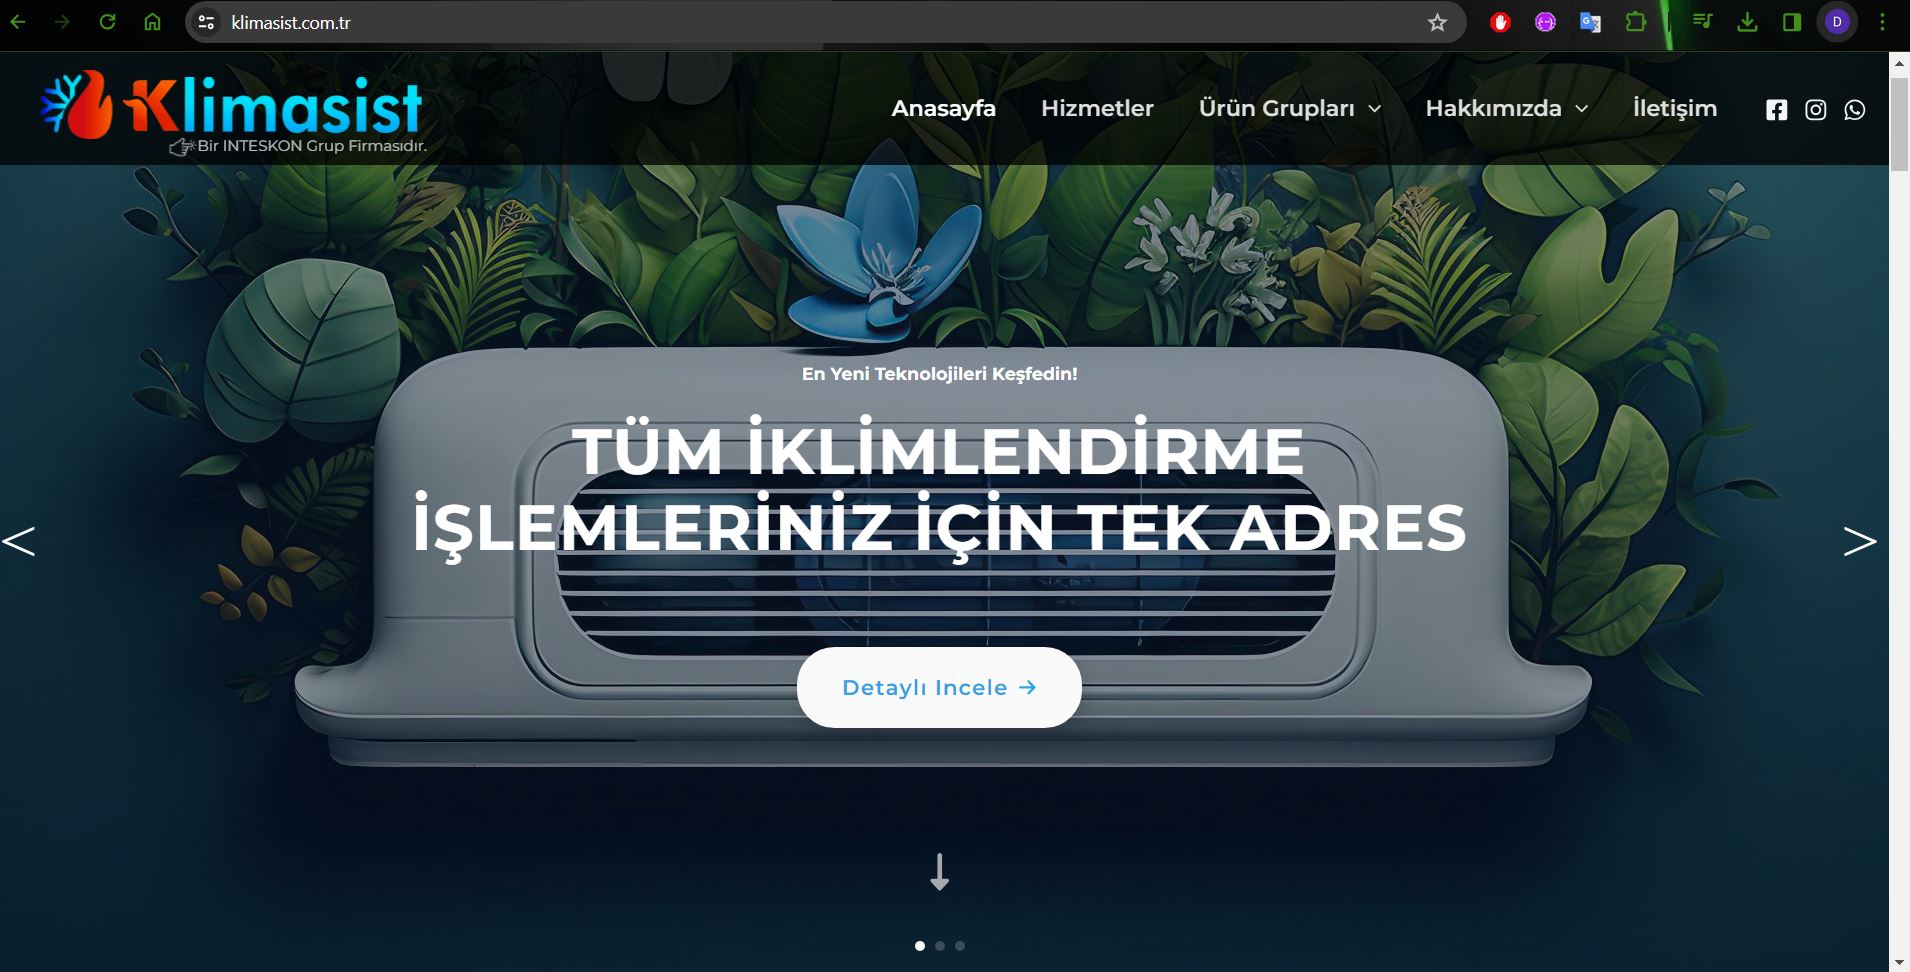 klimasist.com.tr
D
Klimasist
Bir INTESKON Grup Firmasıdır.
Anasayfa
Hizmetler
Ürün Grupları
Hakkımızda
İletişim
En Yeni Teknolojileri Keşfedin!
TÜM İKLİMLENDİRME
İŞLEMLERİNİZ İÇİN TEK ADRES
Detaylı Incele →